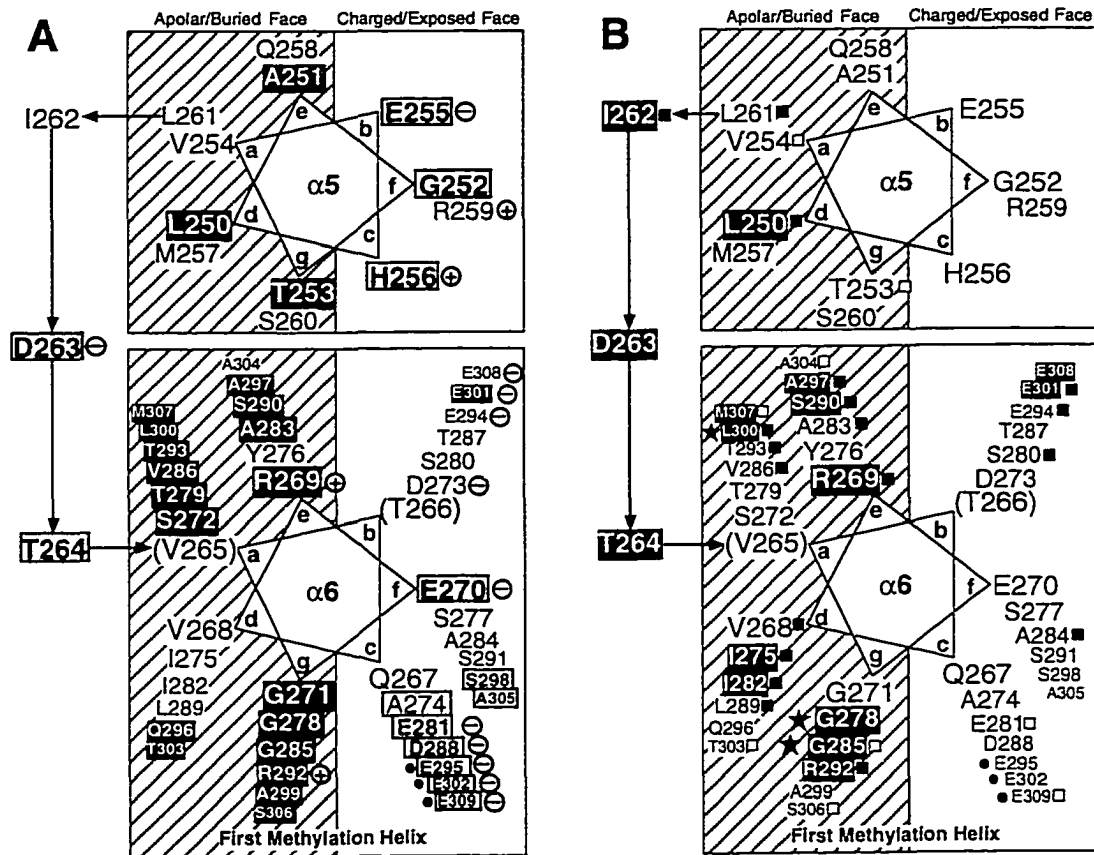 A
Apolar/Buried Face Charged/Exposed Face
Q258
A251
I262
L261
V254
E255 ⊖
e
b
a
α5
f
G252
R259 ⊕
L250
M257
d
c
g
H256 ⊕
T253
S260
D263 ⊖
A304
A297
S290
A283
Y276
R269 ⊕
M307
L300
T293
V286
T279
S272
(V265)
T264
E308 ⊖
E301 ⊖
E294 ⊖
T287
S280
D273 ⊖
(T266)
e
b
a
α6
f
E270 ⊖
S277
A284
S291
S298
A305
V268
I275
I282
L289
Q296
T303
d
c
g
G271
G278
G285
R292 ⊕
A299
S306
Q267
A274
E281 ⊖
D288 ⊖
● E295 ⊖
● E302 ⊖
● E309 ⊖
First Methylation Helix
B
Apolar/Buried Face Charged/Exposed Face
Q258
A251
I262 ■
L261 ■
V254 □
E255
e
b
a
α5
f
G252
R259
L250 ■
M257
d
c
g
H256
T253 □
S260
D263
A304 □
A297 ■
S290 ■
A283 ■
Y276
R269 ■
M307 □
★ L300 ■
T293 ■
V286 ■
T279
S272
(V265)
T264
E308
E301 ■
E294 ■
T287
S280 ■
D273
(T266)
e
b
a
α6
f
E270
S277
A284 ■
S291
S298
A305
V268 ■
I275 ■
I282 ■
L289 ■
Q296
T303 □
d
c
g
G271
★ G278
★ G285 □
R292 ■
A299
S306 □
Q267
A274
E281 □
D288
● E295
● E302
● E309 □
First Methylation Helix